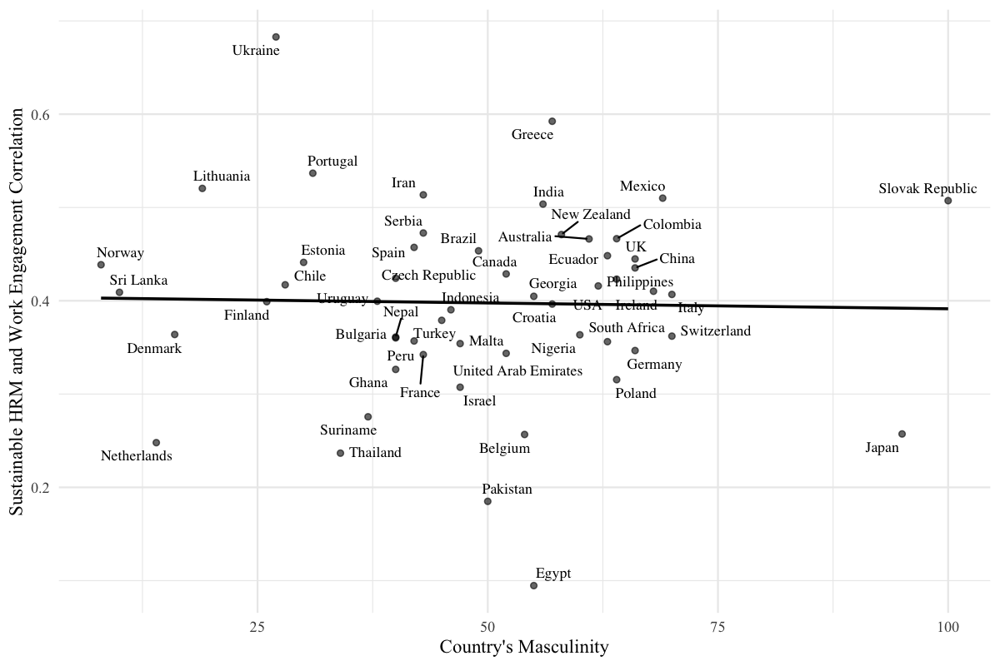 Ukraine
0.6
Greece
Portugal
Lithuania
Iran
India
Mexico
Slovak Republic
New Zealand
Serbia
Colombia
Australia
Brazil
UK
Norway
Estonia
Spain
Ecuador
China
Canada
Sri Lanka
Chile
Czech Republic
Georgia
Philippines
0.4
Uruguay
Indonesia
USA
Ireland
Italy
Finland
Nepal
Croatia
South Africa
Switzerland
Bulgaria
Turkey
Malta
Nigeria
Denmark
Peru
United Arab Emirates
Germany
Ghana
France
Poland
Israel
Suriname
Netherlands
Thailand
Belgium
Japan
0.2
Pakistan
Egypt
25
50
75
100
Country's Masculinity
Sustainable HRM and Work Engagement Correlation